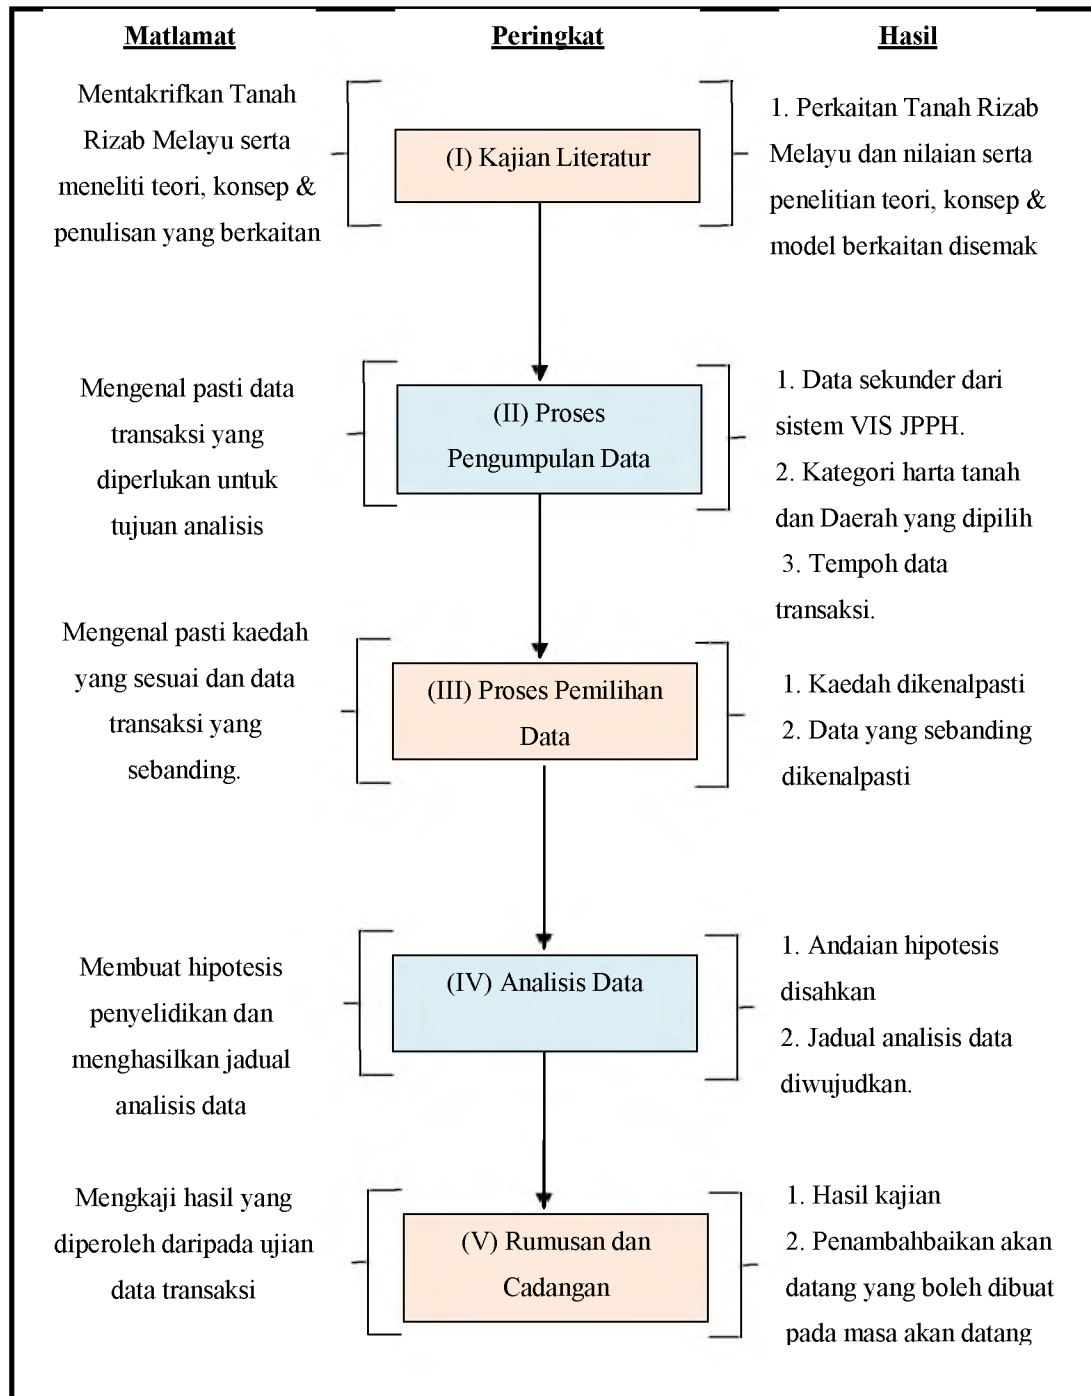 Matlamat
Peringkat
Hasil
Mentakrifkan Tanah
Rizab Melayu serta
meneliti teori, konsep &
penulisan yang berkaitan
(I) Kajian Literatur
1. Perkaitan Tanah Rizab
Melayu dan nilaian serta
penelitian teori, konsep &
model berkaitan disemak
Mengenal pasti data
transaksi yang
diperlukan untuk
tujuan analisis
(II) Proses
Pengumpulan Data
1. Data sekunder dari
sistem VIS JPPH.
2. Kategori harta tanah
dan Daerah yang dipilih
3. Tempoh data
transaksi.
Mengenal pasti kaedah
yang sesuai dan data
transaksi yang
sebanding.
(III) Proses Pemilihan
Data
1. Kaedah dikenalpasti
2. Data yang sebanding
dikenalpasti
Membuat hipotesis
penyelidikan dan
menghasilkan jadual
analisis data
(IV) Analisis Data
1. Andaian hipotesis
disahkan
2. Jadual analisis data
diwujudkan.
Mengkaji hasil yang
diperoleh daripada ujian
data transaksi
(V) Rumusan dan
Cadangan
1. Hasil kajian
2. Penambahbaikan akan
datang yang boleh dibuat
pada masa akan datang